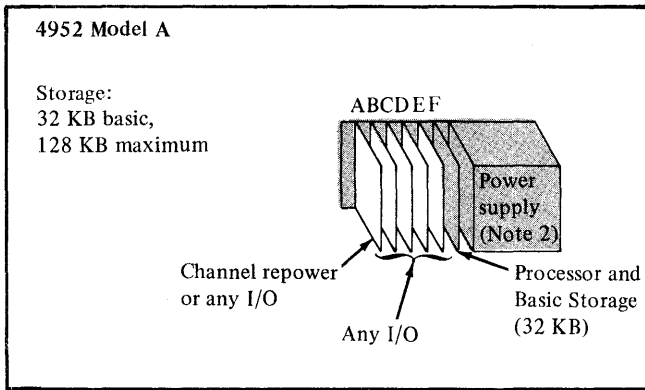 4952 Model A
Storage:
32 KB basic,
128 KB maximum
ABCDEF
Power
supply
(Note 2)
Channel repower
or any I/O
Any I/O
Processor and
Basic Storage
(32 KB)